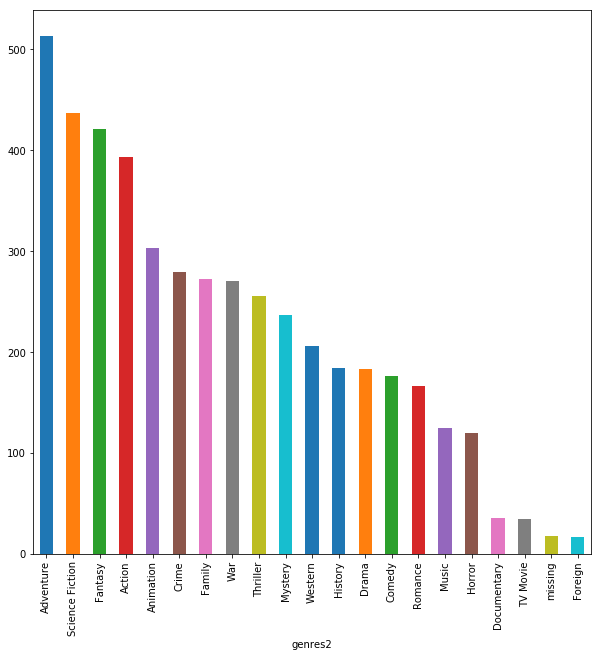 500
400
300
200
100
0
Adventure
Science Fiction
Fantasy
Action
Animation
Crime
Family
War
Thriller
Mystery
Western
History
Drama
Comedy
Romance
Music
Horror
Documentary
TV Movie
missing
Foreign
genres2